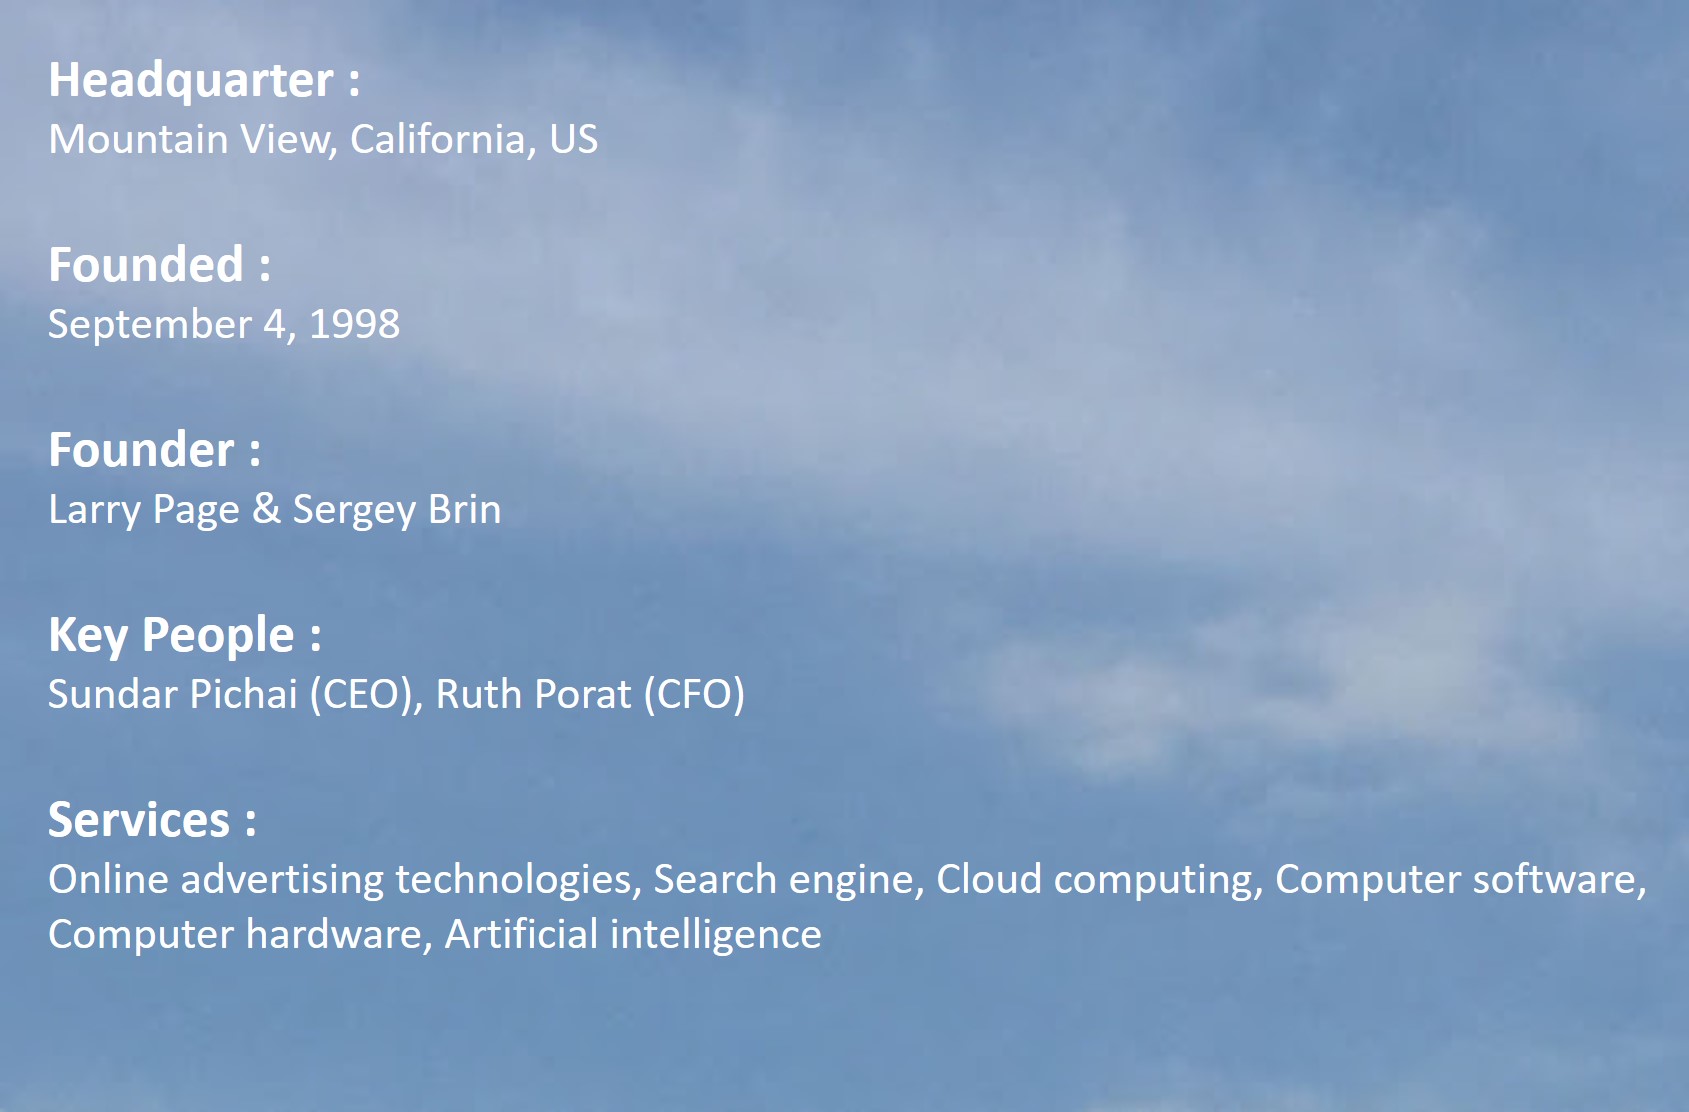 Headquarter :
Mountain View, California, US
Founded :
September 4, 1998
Founder :
Larry Page & Sergey Brin
Key People :
Sundar Pichai (CEO), Ruth Porat (CFO)
Services :
Online advertising technologies, Search engine, Cloud computing, Computer software,
Computer hardware, Artificial intelligence